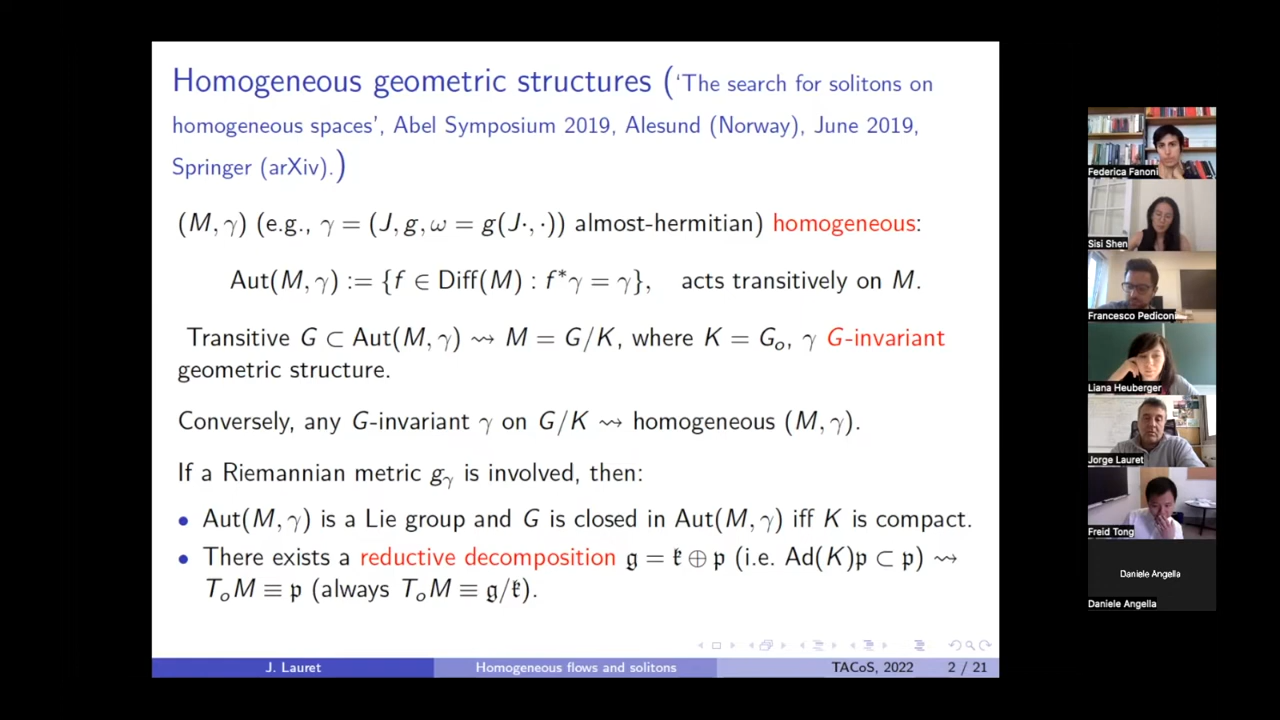 Homogeneous geometric structures (‘The search for solitons on
homogeneous spaces’, Abel Symposium 2019, Alesund (Norway), June 2019,
Springer (arXiv).)
(M, γ) (e.g., γ = (J, g, ω = g(J·, ·)) almost-hermitian) homogeneous:
Aut(M, γ) := {f ∈ Diff(M) : f*γ = γ}, acts transitively on M.
Transitive G ⊂ Aut(M, γ) ⇝ M = G/K, where K = Gₒ, γ G-invariant
geometric structure.
Conversely, any G-invariant γ on G/K ⇝ homogeneous (M, γ).
If a Riemannian metric gᵧ is involved, then:
• Aut(M, γ) is a Lie group and G is closed in Aut(M, γ) iff K is compact.
• There exists a reductive decomposition 𝔤 = 𝔨 ⊕ 𝔭 (i.e. Ad(K)𝔭 ⊂ 𝔭) ⇝
TₒM ≡ 𝔭 (always TₒM ≡ 𝔤/𝔨).
J. Lauret Homogeneous flows and solitons TACoS, 2022 2 / 21
Federica Fanoni
Sisi Shen
Francesco Pediconi
Liana Heuberger
Jorge Lauret
Freid Tong
Daniele Angella
Daniele Angella